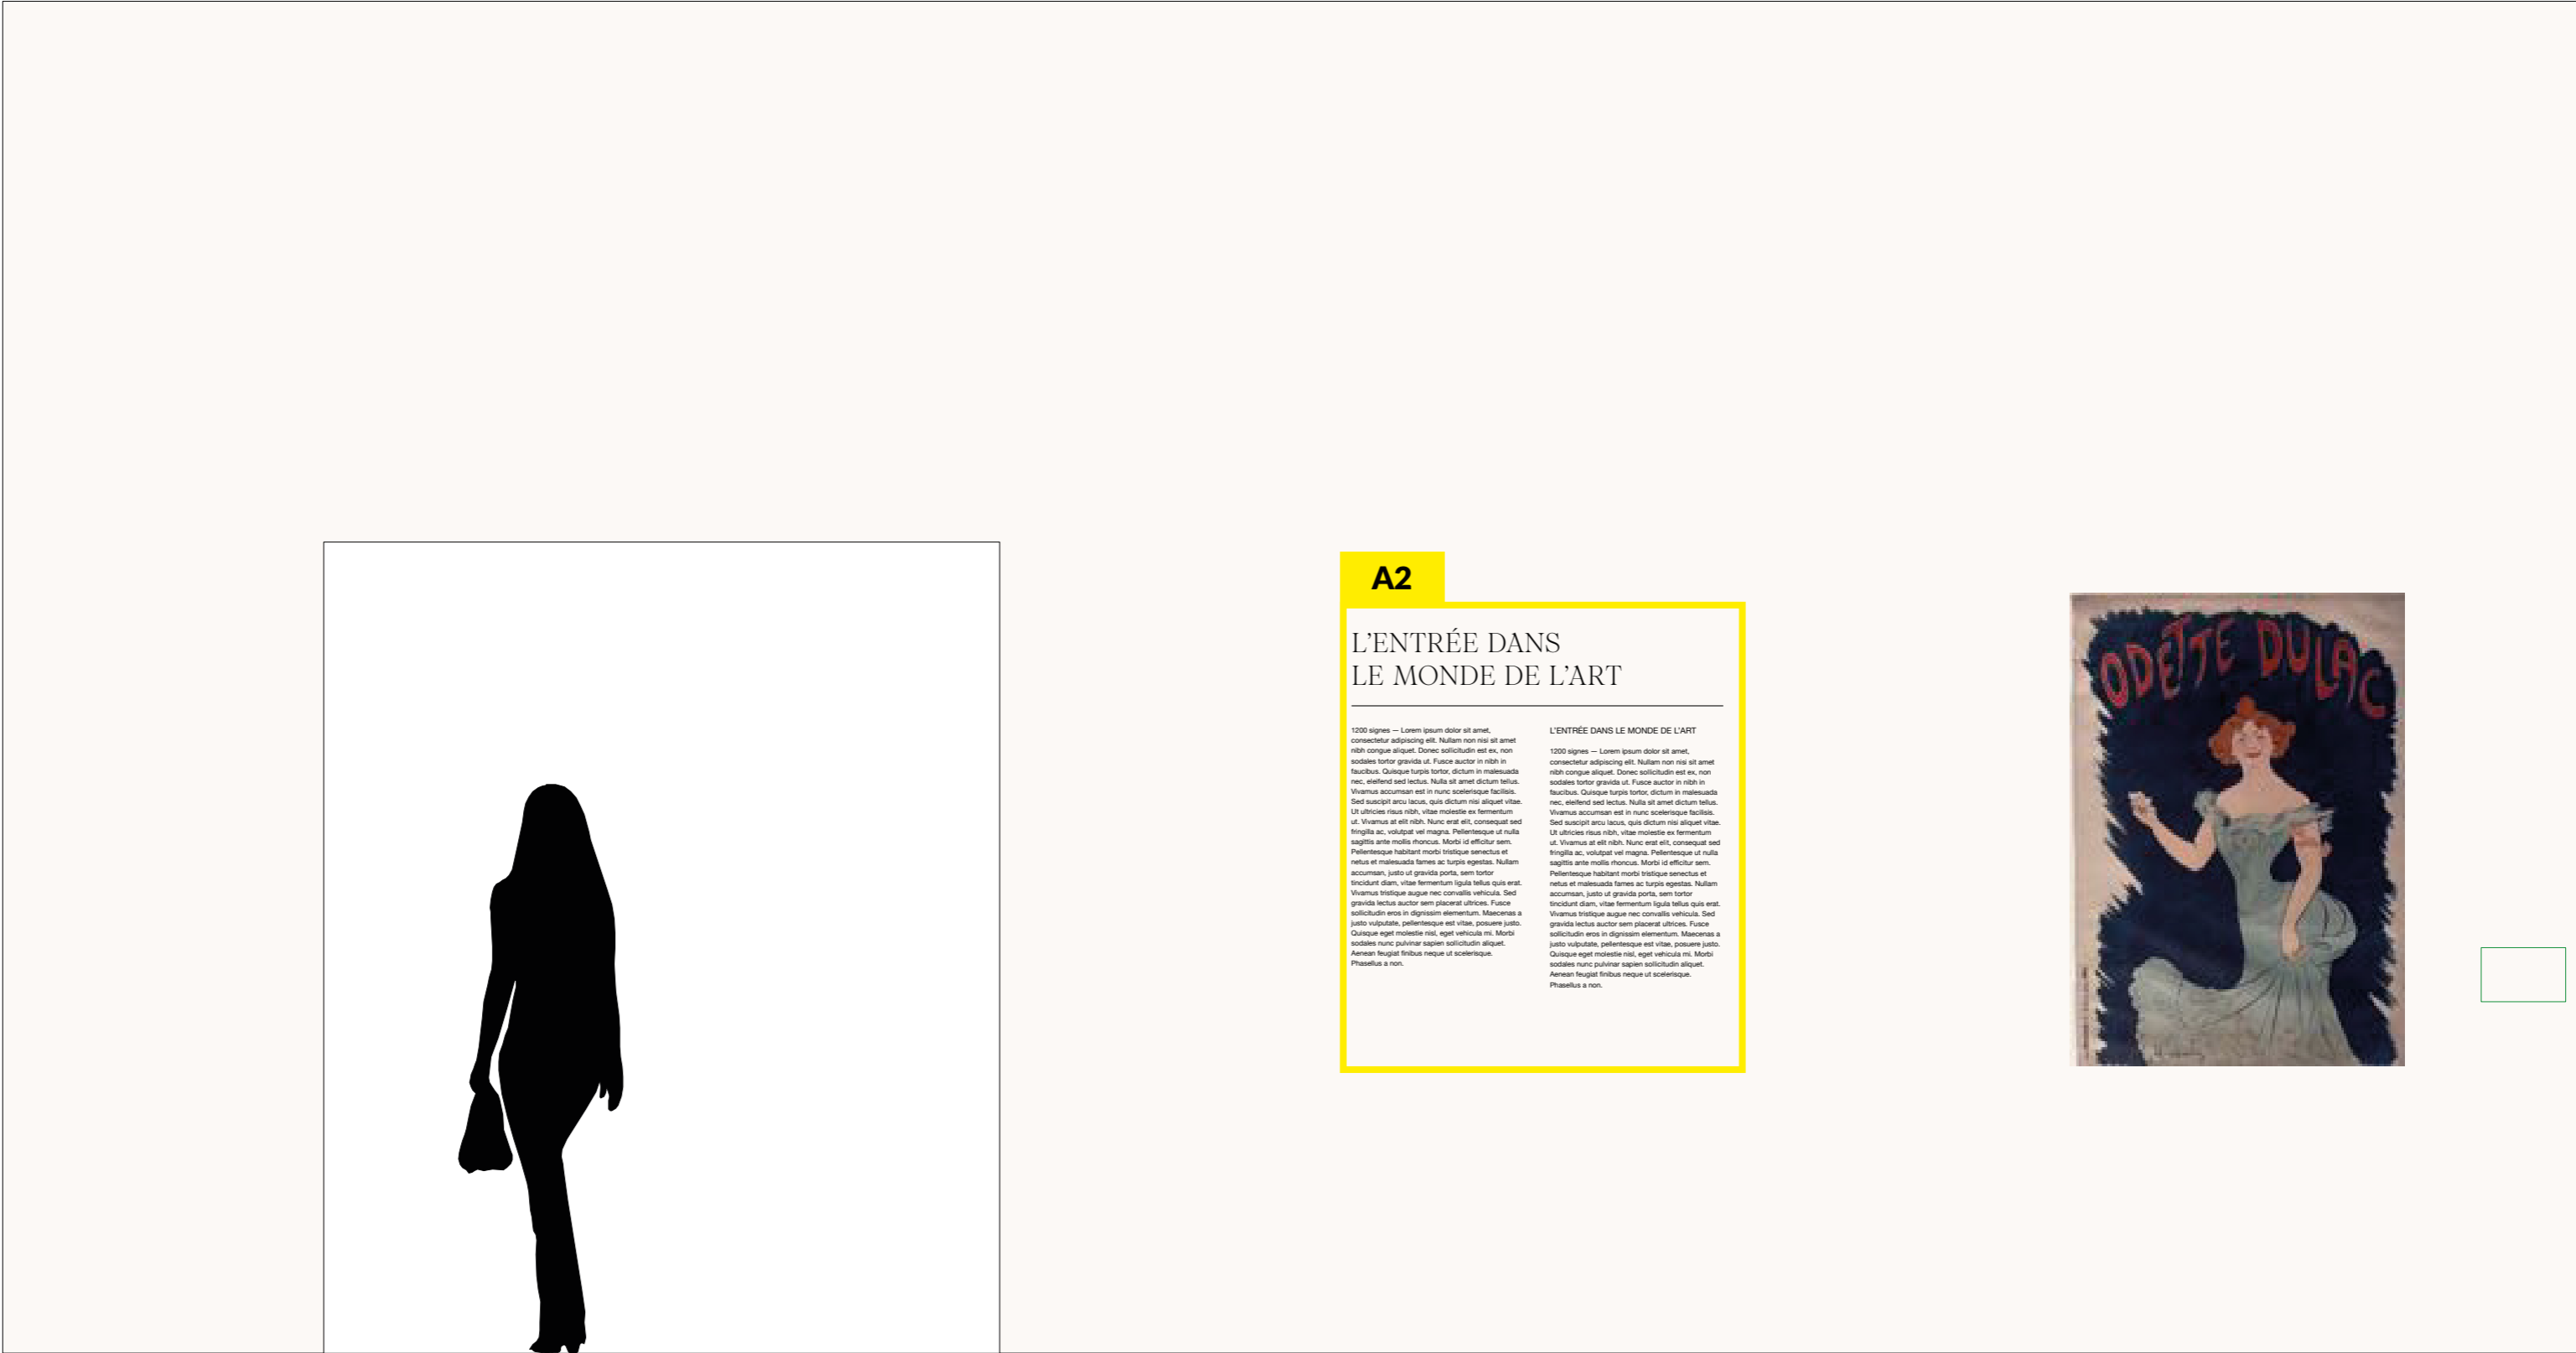 A2
L’ENTRÉE DANS
LE MONDE DE L’ART
1200 signes — Lorem ipsum dolor sit amet,
consectetur adipiscing elit. Nullam non nisi sit amet
nibh congue aliquet. Donec sollicitudin est ex, non
sodales tortor gravida ut. Fusce auctor in nibh in
faucibus. Quisque turpis tortor, dictum in malesuada
nec, eleifend sed lectus. Nulla sit amet dictum tellus.
Vivamus accumsan est in nunc scelerisque facilisis.
Sed suscipit arcu lacus, quis dictum nisi aliquet vitae.
Ut ultricies risus nibh, vitae molestie ex fermentum
ut. Vivamus at elit nibh. Nunc erat elit, consequat sed
fringilla ac, volutpat vel magna. Pellentesque ut nulla
sagittis ante mollis rhoncus. Morbi id efficitur sem.
Pellentesque habitant morbi tristique senectus et
netus et malesuada fames ac turpis egestas. Nullam
accumsan, justo ut gravida porta, sem tortor
tincidunt diam, vitae fermentum ligula tellus quis erat.
Vivamus tristique augue nec convallis vehicula. Sed
gravida lectus auctor sem placerat ultrices. Fusce
sollicitudin eros in dignissim elementum. Maecenas a
justo vulputate, pellentesque est vitae, posuere justo.
Quisque eget molestie nisl, eget vehicula mi. Morbi
sodales nunc pulvinar sapien sollicitudin aliquet.
Aenean feugiat finibus neque ut scelerisque.
Phasellus a non.
L’ENTRÉE DANS LE MONDE DE L’ART
1200 signes — Lorem ipsum dolor sit amet,
consectetur adipiscing elit. Nullam non nisi sit amet
nibh congue aliquet. Donec sollicitudin est ex, non
sodales tortor gravida ut. Fusce auctor in nibh in
faucibus. Quisque turpis tortor, dictum in malesuada
nec, eleifend sed lectus. Nulla sit amet dictum tellus.
Vivamus accumsan est in nunc scelerisque facilisis.
Sed suscipit arcu lacus, quis dictum nisi aliquet vitae.
Ut ultricies risus nibh, vitae molestie ex fermentum
ut. Vivamus at elit nibh. Nunc erat elit, consequat sed
fringilla ac, volutpat vel magna. Pellentesque ut nulla
sagittis ante mollis rhoncus. Morbi id efficitur sem.
Pellentesque habitant morbi tristique senectus et
netus et malesuada fames ac turpis egestas. Nullam
accumsan, justo ut gravida porta, sem tortor
tincidunt diam, vitae fermentum ligula tellus quis erat.
Vivamus tristique augue nec convallis vehicula. Sed
gravida lectus auctor sem placerat ultrices. Fusce
sollicitudin eros in dignissim elementum. Maecenas a
justo vulputate, pellentesque est vitae, posuere justo.
Quisque eget molestie nisl, eget vehicula mi. Morbi
sodales nunc pulvinar sapien sollicitudin aliquet.
Aenean feugiat finibus neque ut scelerisque.
Phasellus a non.
ODETTE DULAC